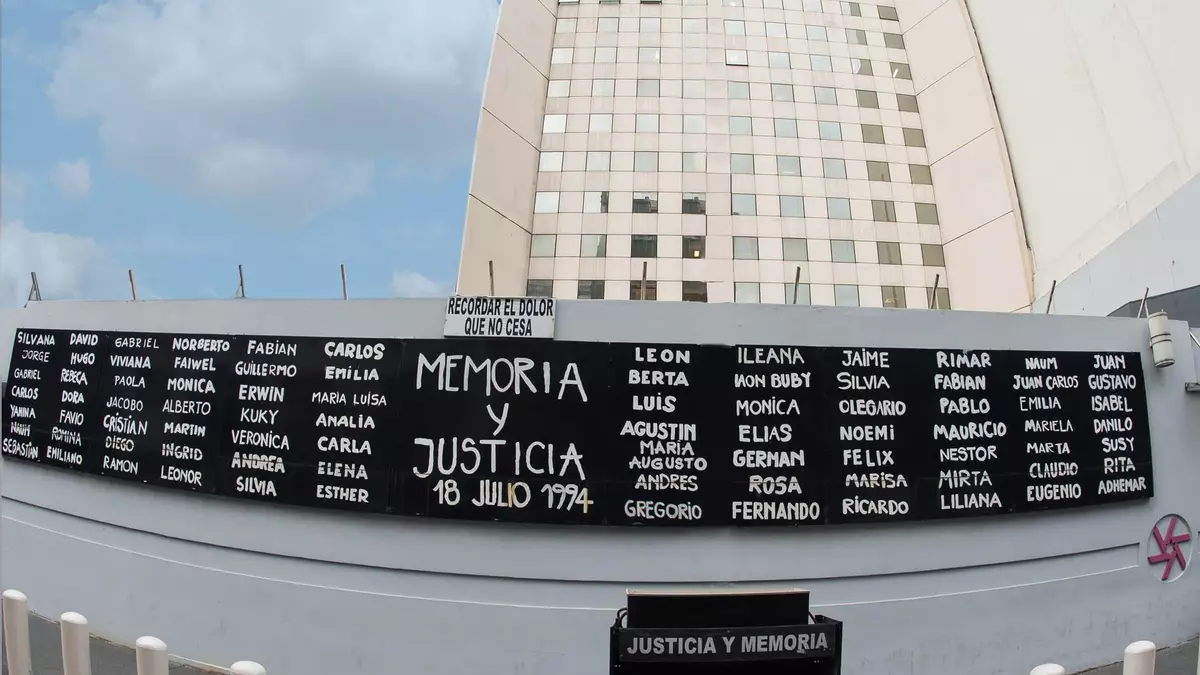 RECORDAR EL DOLOR
QUE NO CESA
SILVANA
JORGE
GABRIEL
CARLOS
YANINA
NAUM
SEBASTIAN
DAVID
HUGO
REBECA
DORA
FAVIO
ROMINA
EMILIANO
GABRIEL
VIVIANA
PAOLA
JACOBO
CRISTIAN
DIEGO
RAMON
NORBERTO
FAIWEL
MONICA
ALBERTO
MARTIN
INGRID
LEONOR
FABIAN
GUILLERMO
ERWIN
KUKY
VERONICA
ANDREA
SILVIA
CARLOS
EMILIA
MARIA LUISA
ANALIA
CARLA
ELENA
ESTHER
MEMORIA
Y
JUSTICIA
18 JULIO 1994
LEON
BERTA
LUIS
AGUSTIN
MARIA
AUGUSTO
ANDRES
GREGORIO
ILEANA
MON BUBY
MONICA
ELIAS
GERMAN
ROSA
FERNANDO
JAIME
SILVIA
OLEGARIO
NOEMI
FELIX
MARISA
RICARDO
RIMAR
FABIAN
PABLO
MAURICIO
NESTOR
MIRTA
LILIANA
NAUM
JUAN CARLOS
EMILIA
MARIELA
MARTA
CLAUDIO
EUGENIO
JUAN
GUSTAVO
ISABEL
DANILO
SUSY
RITA
ADHEMAR
JUSTICIA Y MEMORIA